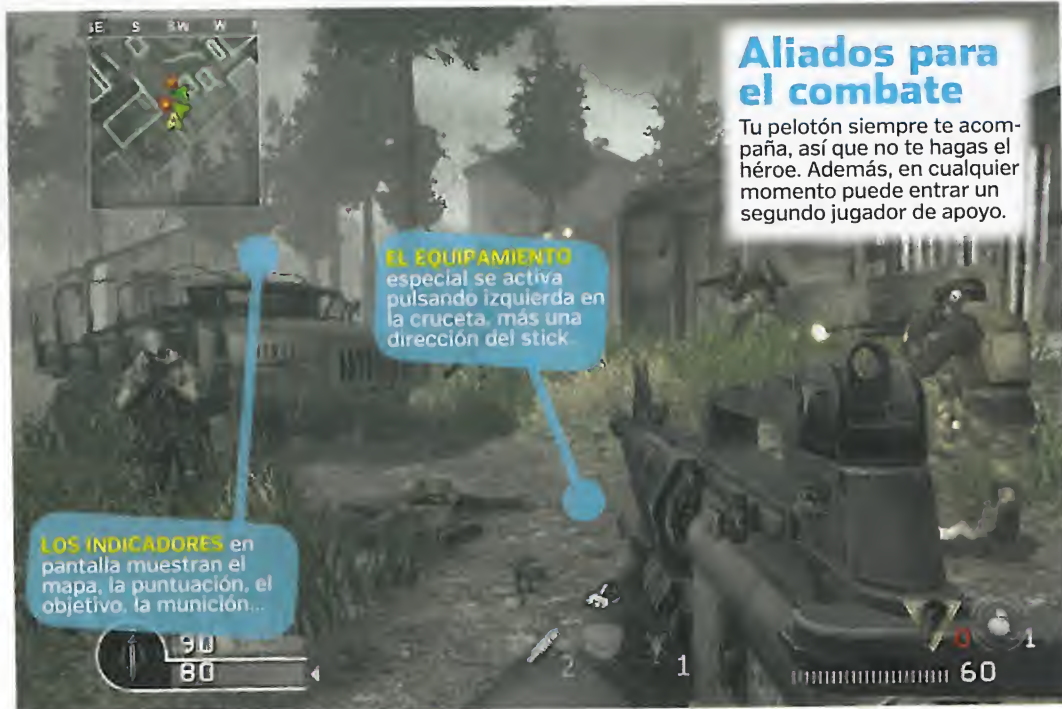 SE S SW W
Aliados para
el combate
Tu pelotón siempre te acom-
paña, así que no te hagas el
héroe. Además, en cualquier
momento puede entrar un
segundo jugador de apoyo.
EL EQUIPAMIENTO
especial se activa
pulsando izquierda en
la cruceta, más una
dirección del stick.
LOS INDICADORES en
pantalla muestran el
mapa, la puntuación, el
objetivo, la munición...
90
80
2
1
0 1
60